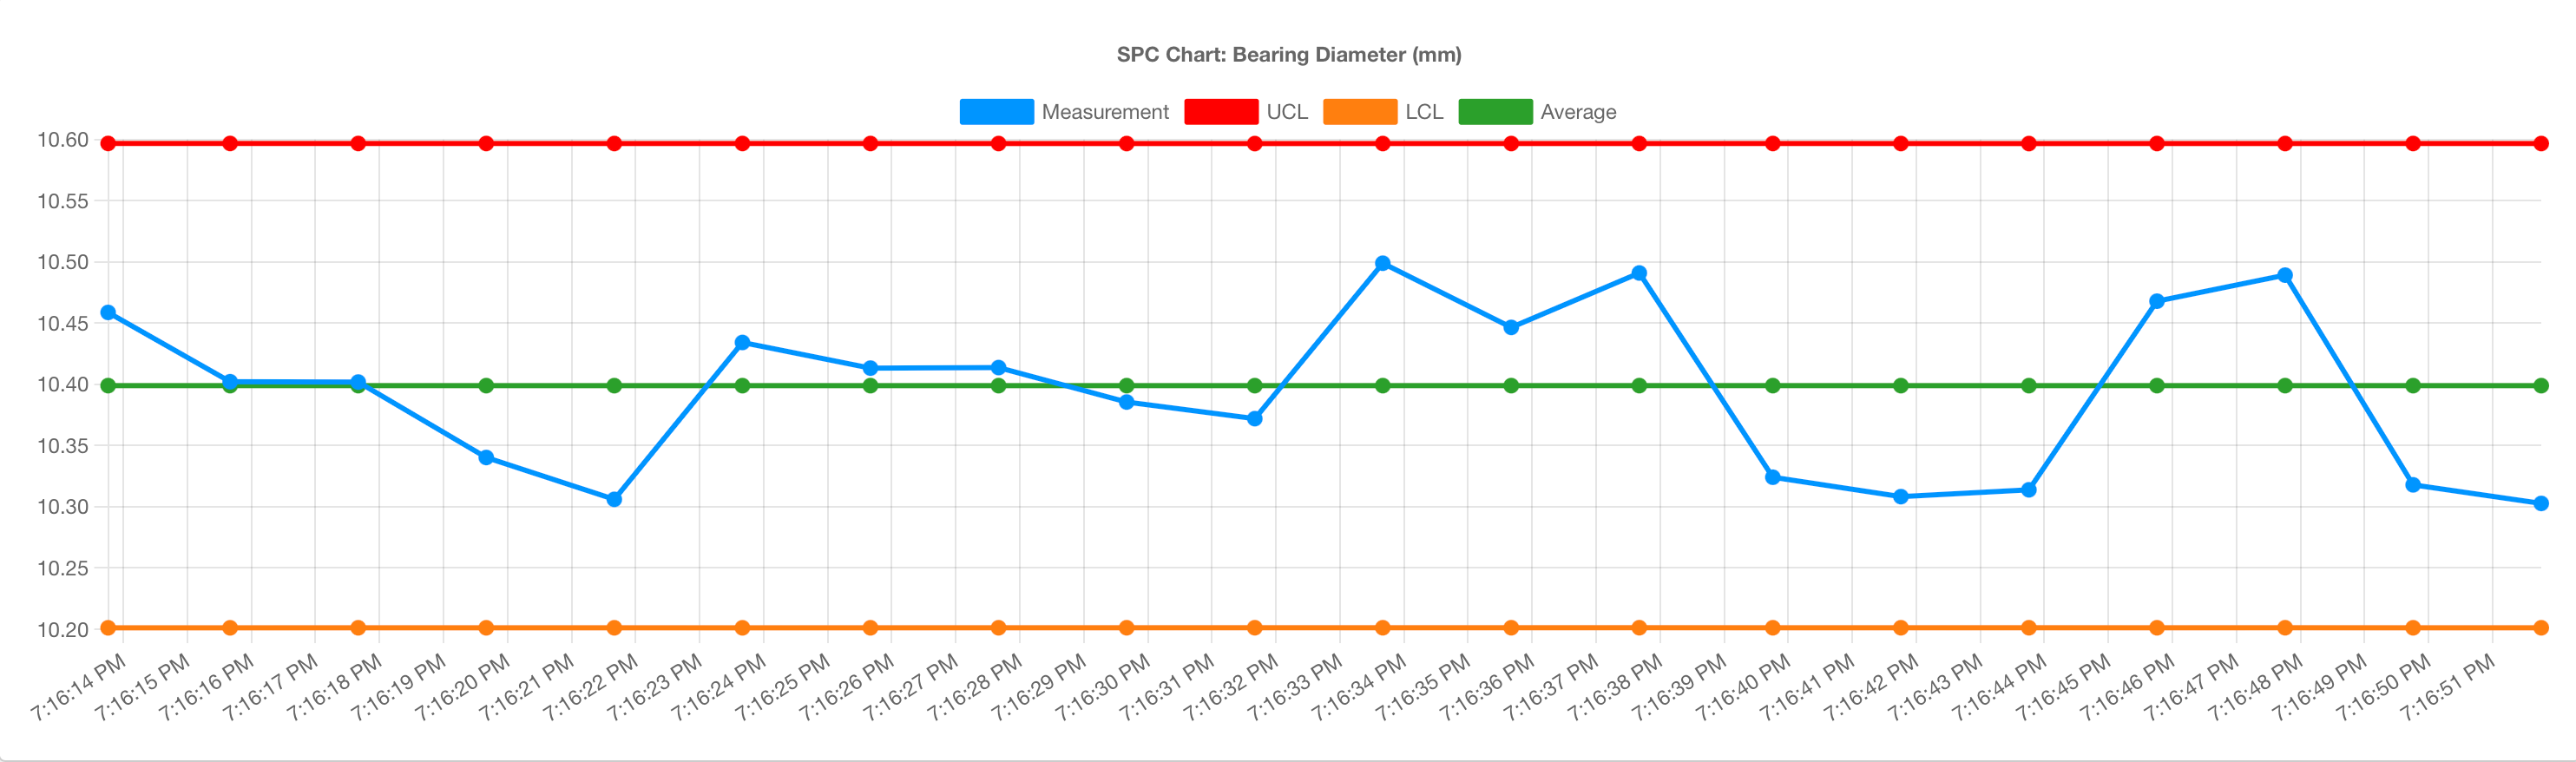 SPC Chart: Bearing Diameter (mm)
Measurement UCL LCL Average
10.60
10.55
10.50
10.45
10.40
10.35
10.30
10.25
10.20
7:16:14 PM
7:16:15 PM
7:16:16 PM
7:16:17 PM
7:16:18 PM
7:16:19 PM
7:16:20 PM
7:16:21 PM
7:16:22 PM
7:16:23 PM
7:16:24 PM
7:16:25 PM
7:16:26 PM
7:16:27 PM
7:16:28 PM
7:16:29 PM
7:16:30 PM
7:16:31 PM
7:16:32 PM
7:16:33 PM
7:16:34 PM
7:16:35 PM
7:16:36 PM
7:16:37 PM
7:16:38 PM
7:16:39 PM
7:16:40 PM
7:16:41 PM
7:16:42 PM
7:16:43 PM
7:16:44 PM
7:16:45 PM
7:16:46 PM
7:16:47 PM
7:16:48 PM
7:16:49 PM
7:16:50 PM
7:16:51 PM